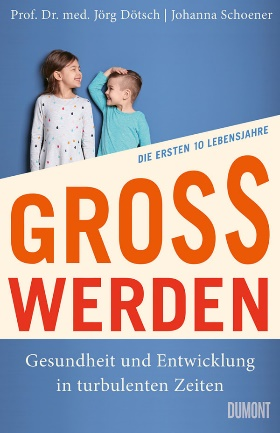 Prof. Dr. med. Jörg Dötsch | Johanna Schoener
DIE ERSTEN 10 LEBENSJAHRE
GROSS
WERDEN
Gesundheit und Entwicklung
in turbulenten Zeiten
DUMONT